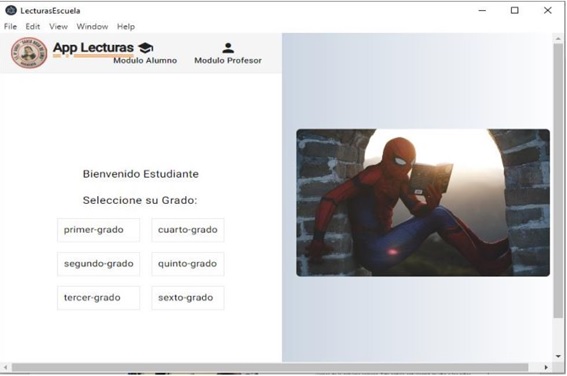 LecturasEscuela
File Edit View Window Help
App Lecturas
Modulo Alumno
Modulo Profesor
Bienvenido Estudiante
Seleccione su Grado:
primer-grado
cuarto-grado
segundo-grado
quinto-grado
tercer-grado
sexto-grado